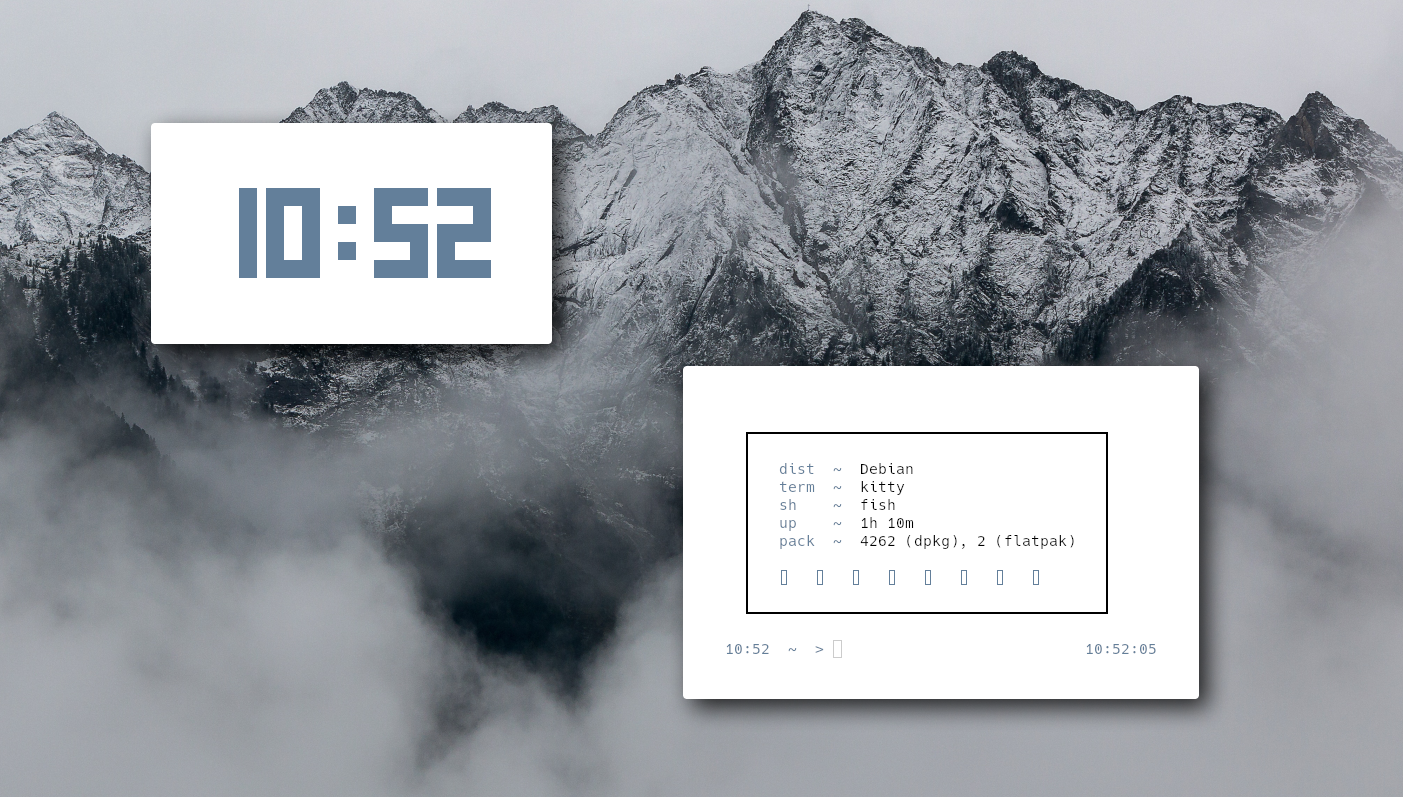 10:52
dist ~ Debian
term ~ kitty
sh ~ fish
up ~ 1h 10m
pack ~ 4262 (dpkg), 2 (flatpak)
10:52 ~ > 10:52:05